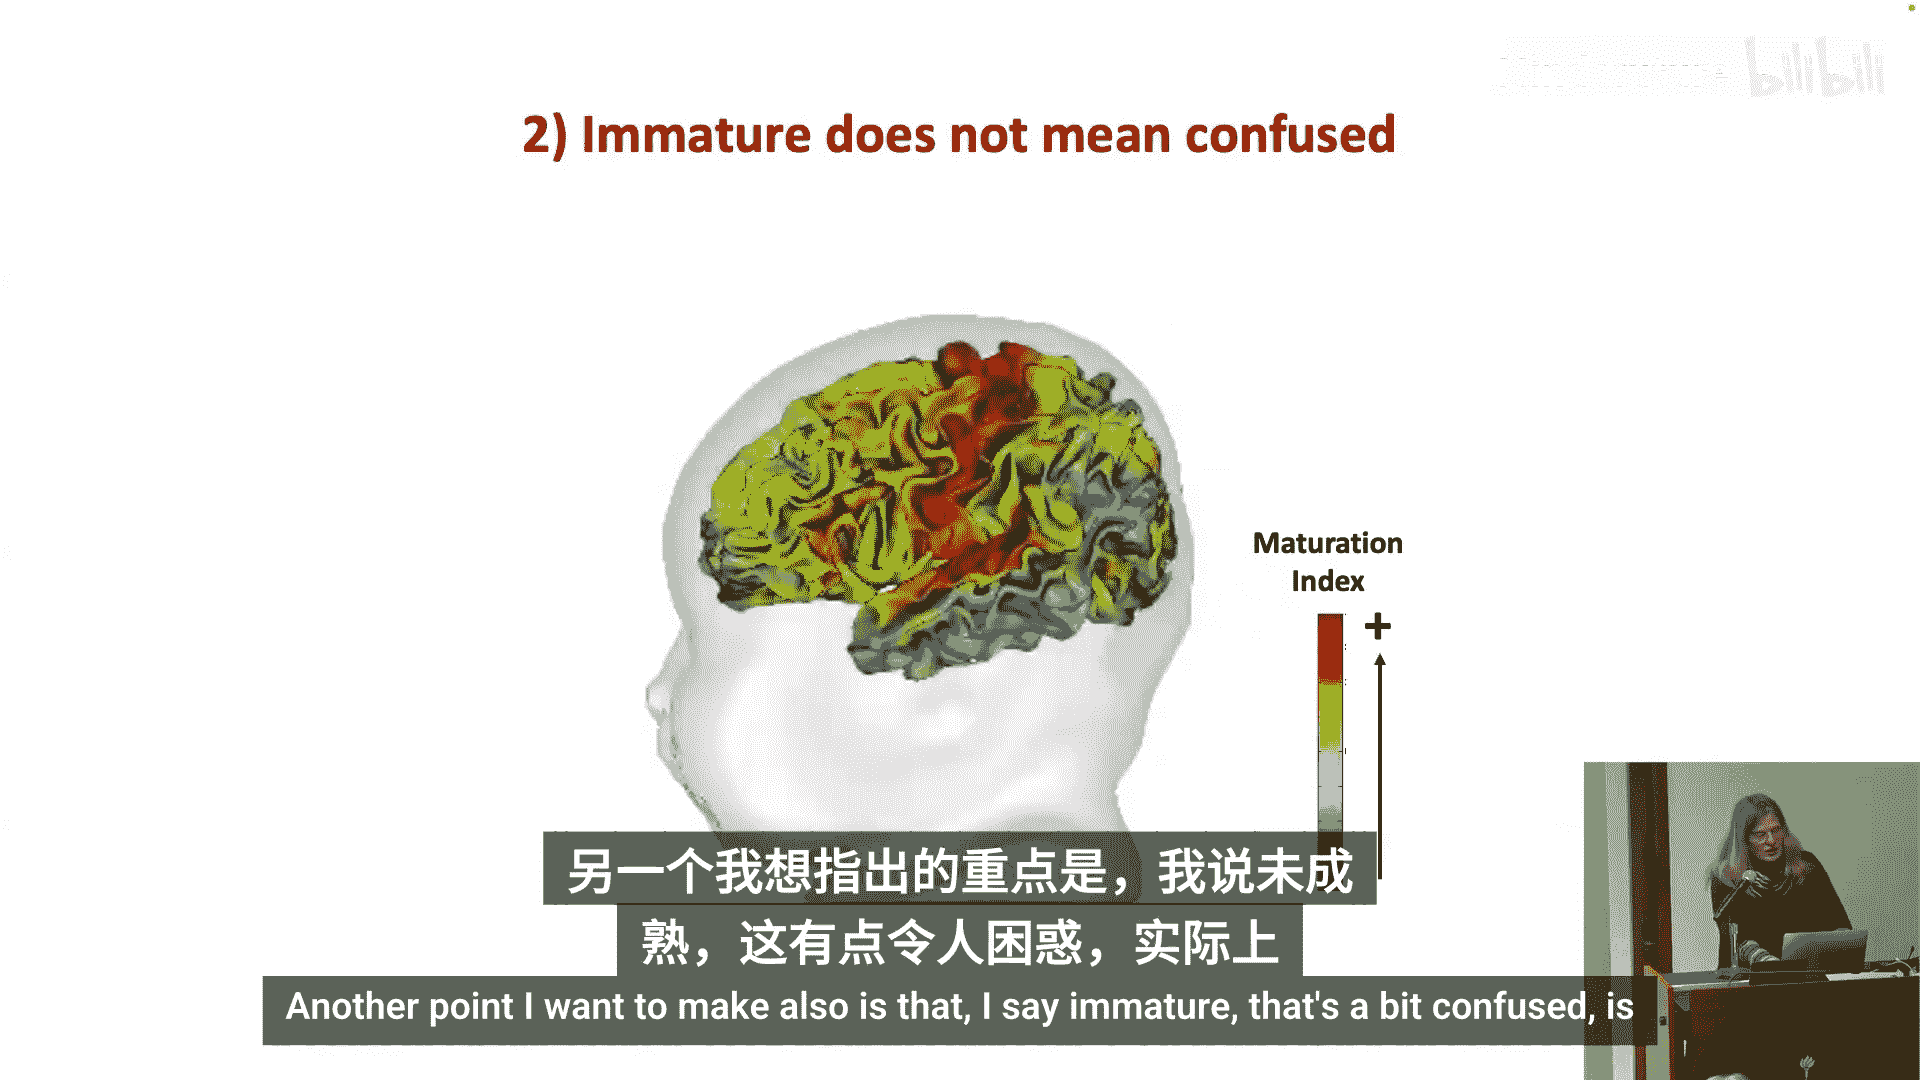 bilibili
2) Immature does not mean confused
Maturation
Index
+
另一个我想指出的重点是，我说未成
熟，这有点令人困惑，实际上
Another point I want to make also is that, I say immature, that's a bit confused, is